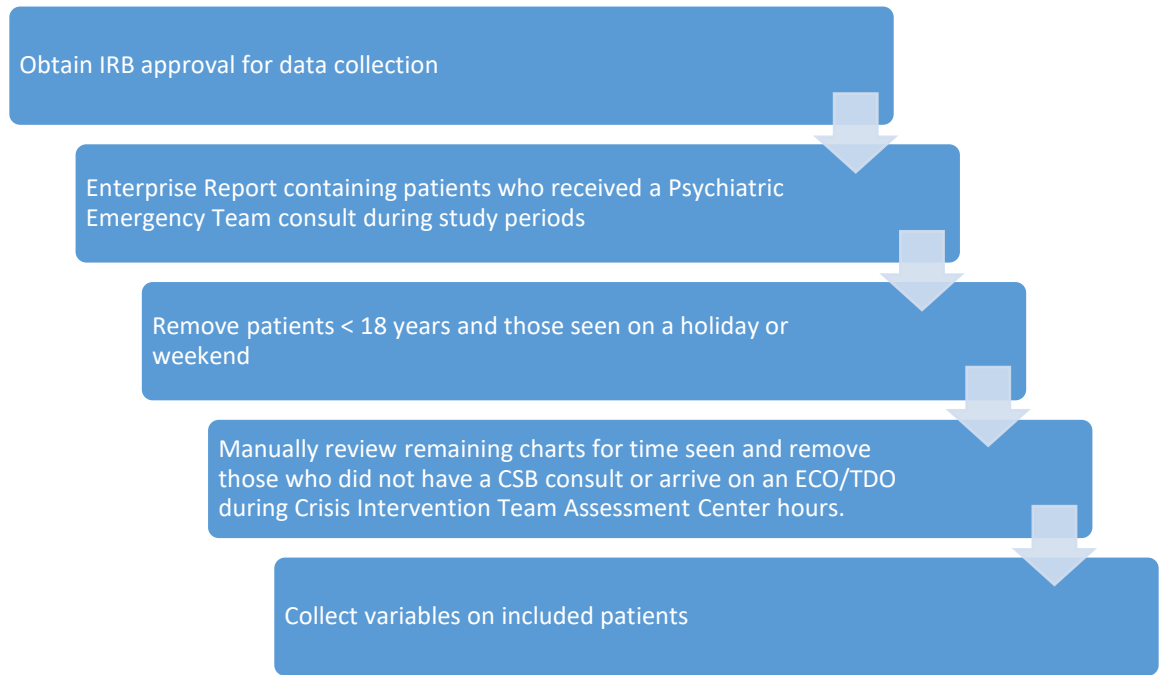 Obtain IRB approval for data collection
Enterprise Report containing patients who received a Psychiatric
Emergency Team consult during study periods
Remove patients < 18 years and those seen on a holiday or
weekend
Manually review remaining charts for time seen and remove
those who did not have a CSB consult or arrive on an ECO/TDO
during Crisis Intervention Team Assessment Center hours.
Collect variables on included patients